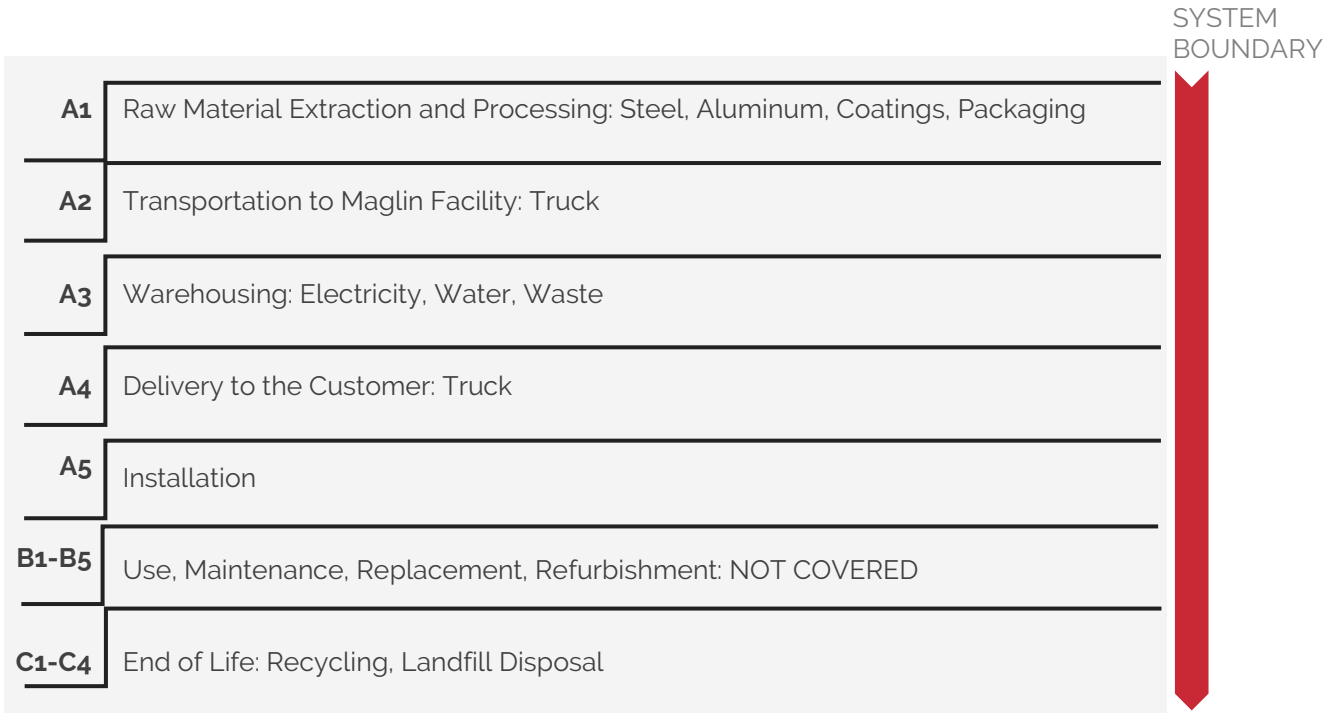 SYSTEM
BOUNDARY
A1 Raw Material Extraction and Processing: Steel, Aluminum, Coatings, Packaging
A2 Transportation to Maglin Facility: Truck
A3 Warehousing: Electricity, Water, Waste
A4 Delivery to the Customer: Truck
A5 Installation
B1-B5 Use, Maintenance, Replacement, Refurbishment: NOT COVERED
C1-C4 End of Life: Recycling, Landfill Disposal